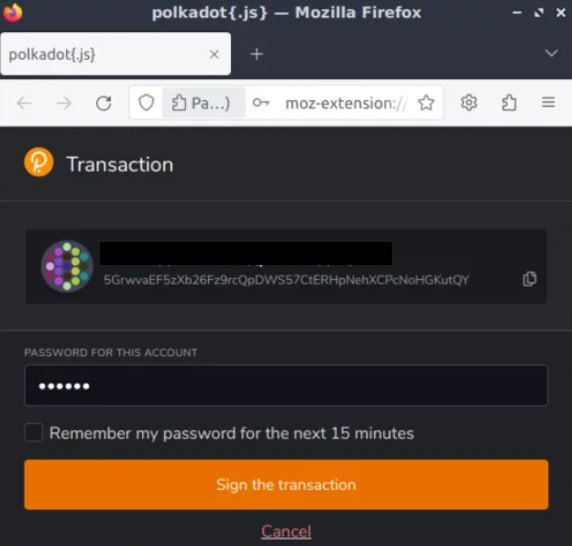 polkadot{.js} — Mozilla Firefox
polkadot{.js}
Pa...) moz-extension://
Transaction
5GrwvaEF5zXb26Fz9rcQpDWS57CtERHpNehXCPcNoHGKutQY
PASSWORD FOR THIS ACCOUNT
••••••
Remember my password for the next 15 minutes
Sign the transaction
Cancel